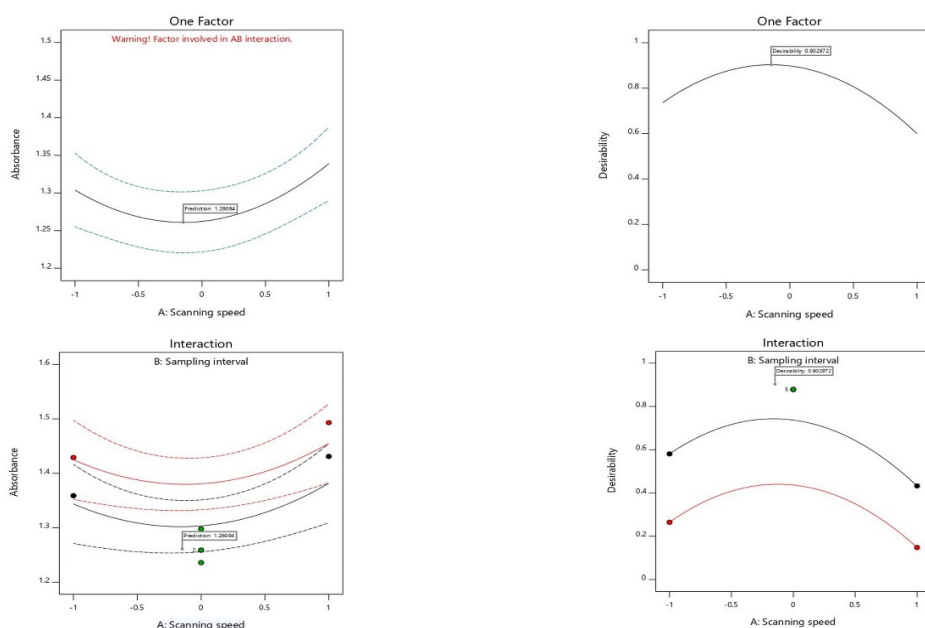 One Factor
Warning! Factor involved in AB interaction.
1.5
1.45
1.4
1.35
1.3
1.25
1.2
Absorbance
Prediction 1.26094
-1
-0.5
0
0.5
1
A: Scanning speed
One Factor
1
0.8
0.6
0.4
0.2
0
Desirability
Desirability 0.902972
-1
-0.5
0
0.5
1
A: Scanning speed
Interaction
B: Sampling interval
1.6
1.5
1.4
1.3
1.2
Absorbance
Prediction 1.26094
2
-1
-0.5
0
0.5
1
A: Scanning speed
Interaction
B: Sampling interval
1
0.8
0.6
0.4
0.2
0
Desirability
Desirability 0.902972
5
-1
-0.5
0
0.5
1
A: Scanning speed